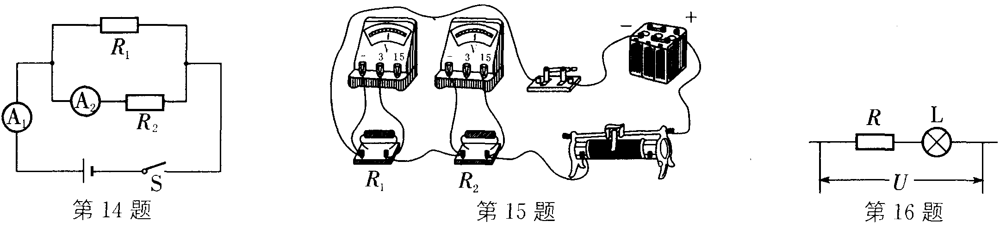 R₁
A₂
R₂
A₁
S
第 14 题
V
- 3 15
V
- 3 15
- +
R₁
R₂
第 15 题
R
L
U
第 16 题